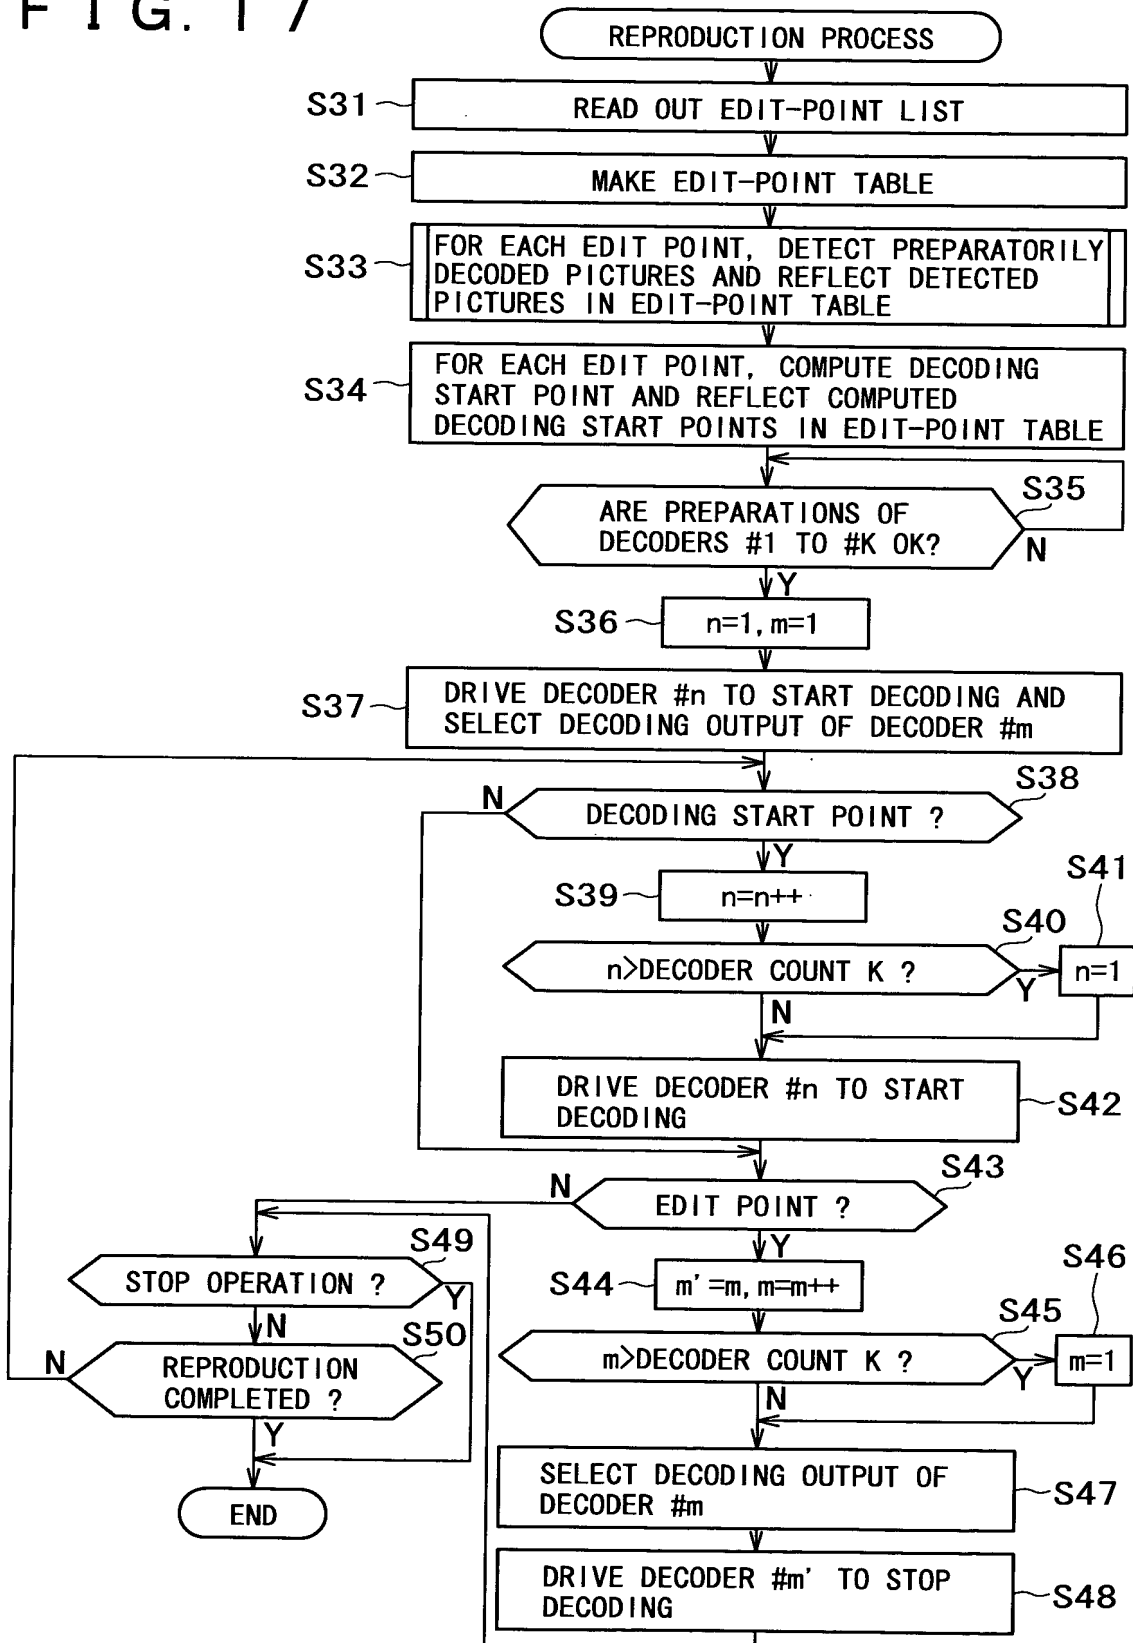 FIG. 17
REPRODUCTION PROCESS
S31
READ OUT EDIT-POINT LIST
S32
MAKE EDIT-POINT TABLE
S33
FOR EACH EDIT POINT, DETECT PREPARATORILY
DECODED PICTURES AND REFLECT DETECTED
PICTURES IN EDIT-POINT TABLE
S34
FOR EACH EDIT POINT, COMPUTE DECODING
START POINT AND REFLECT COMPUTED
DECODING START POINTS IN EDIT-POINT TABLE
S35
ARE PREPARATIONS OF
DECODERS #1 TO #K OK?
N
Y
S36
n=1, m=1
S37
DRIVE DECODER #n TO START DECODING AND
SELECT DECODING OUTPUT OF DECODER #m
S38
N
DECODING START POINT ?
Y
S39
n=n++
S41
S40
n>DECODER COUNT K ?
Y
n=1
N
DRIVE DECODER #n TO START
DECODING
S42
S43
N
EDIT POINT ?
Y
S44
m'=m, m=m++
S46
S45
m>DECODER COUNT K ?
Y
m=1
N
SELECT DECODING OUTPUT OF
DECODER #m
S47
DRIVE DECODER #m' TO STOP
DECODING
S48
S49
STOP OPERATION ?
Y
N
S50
N
REPRODUCTION
COMPLETED ?
Y
END